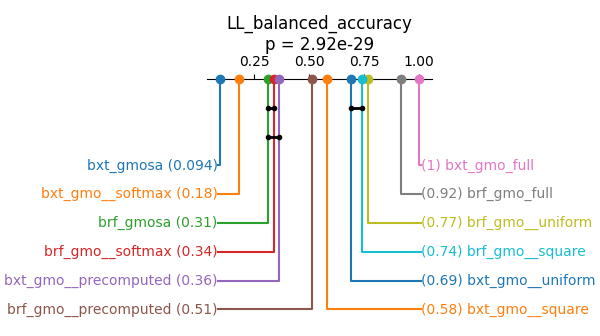 LL_balanced_accuracy
p = 2.92e-29
0.25 0.50 0.75 1.00
bxt_gmosa (0.094)
(1) bxt_gmo_full
bxt_gmo__softmax (0.18)
(0.92) brf_gmo_full
brf_gmosa (0.31)
(0.77) brf_gmo__uniform
brf_gmo__softmax (0.34)
(0.74) brf_gmo__square
bxt_gmo__precomputed (0.36)
(0.69) bxt_gmo__uniform
brf_gmo__precomputed (0.51)
(0.58) bxt_gmo__square